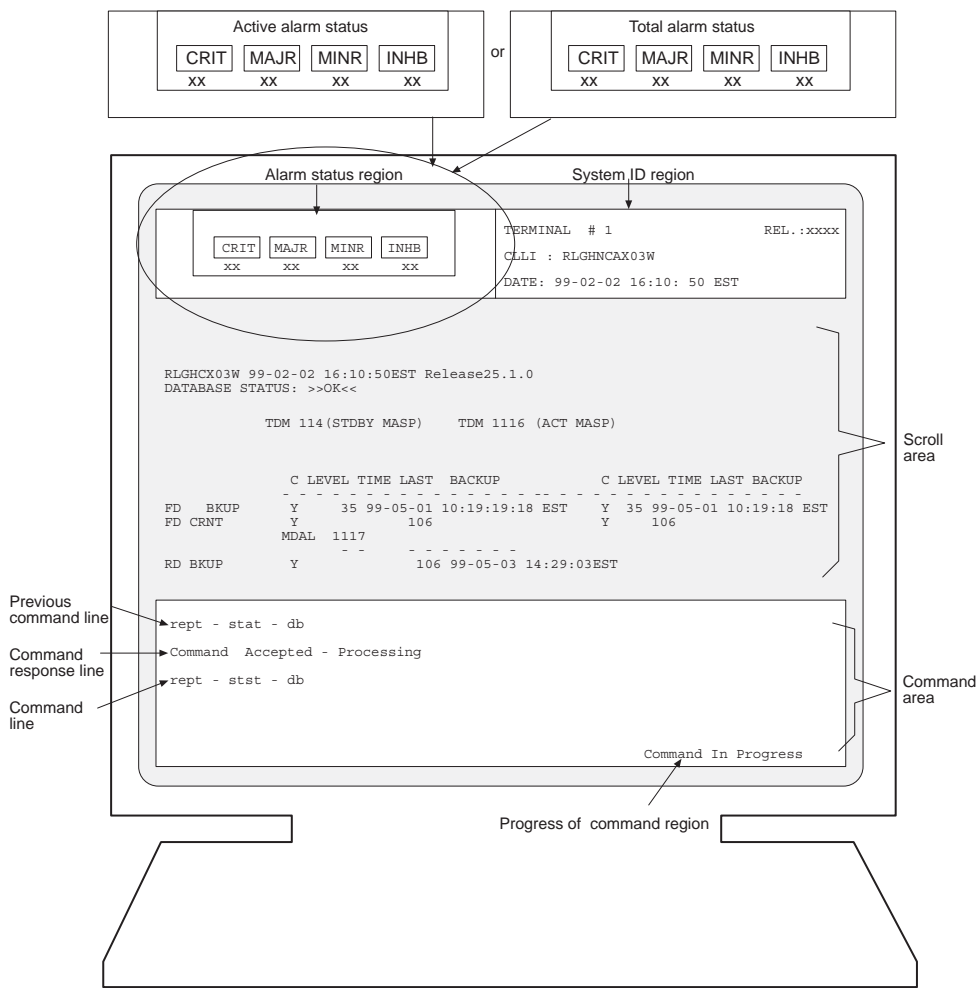 Active alarm status
CRIT MAJR MINR INHB
xx xx xx xx
or
Total alarm status
CRIT MAJR MINR INHB
xx xx xx xx
Alarm status region
System ID region
CRIT MAJR MINR INHB
xx xx xx xx
TERMINAL # 1 REL.:xxxx
CLLI : RLGHNCAX03W
DATE: 99-02-02 16:10: 50 EST
RLGHCX03W 99-02-02 16:10:50EST Release25.1.0
DATABASE STATUS: >>OK<<
TDM 114(STDBY MASP) TDM 1116 (ACT MASP)
C LEVEL TIME LAST BACKUP C LEVEL TIME LAST BACKUP
- - - - - - - - - - - - - - - -- - - - - - - - - - - - - - - - -
FD BKUP Y 35 99-05-01 10:19:19:18 EST Y 35 99-05-01 10:19:18 EST
FD CRNT Y 106 Y 106
MDAL 1117
- - - - - - - - -
RD BKUP Y 106 99-05-03 14:29:03EST
Scroll
area
Previous
command line
rept - stat - db
Command
response line
Command Accepted - Processing
Command
line
rept - stst - db
Command
area
Command In Progress
Progress of command region